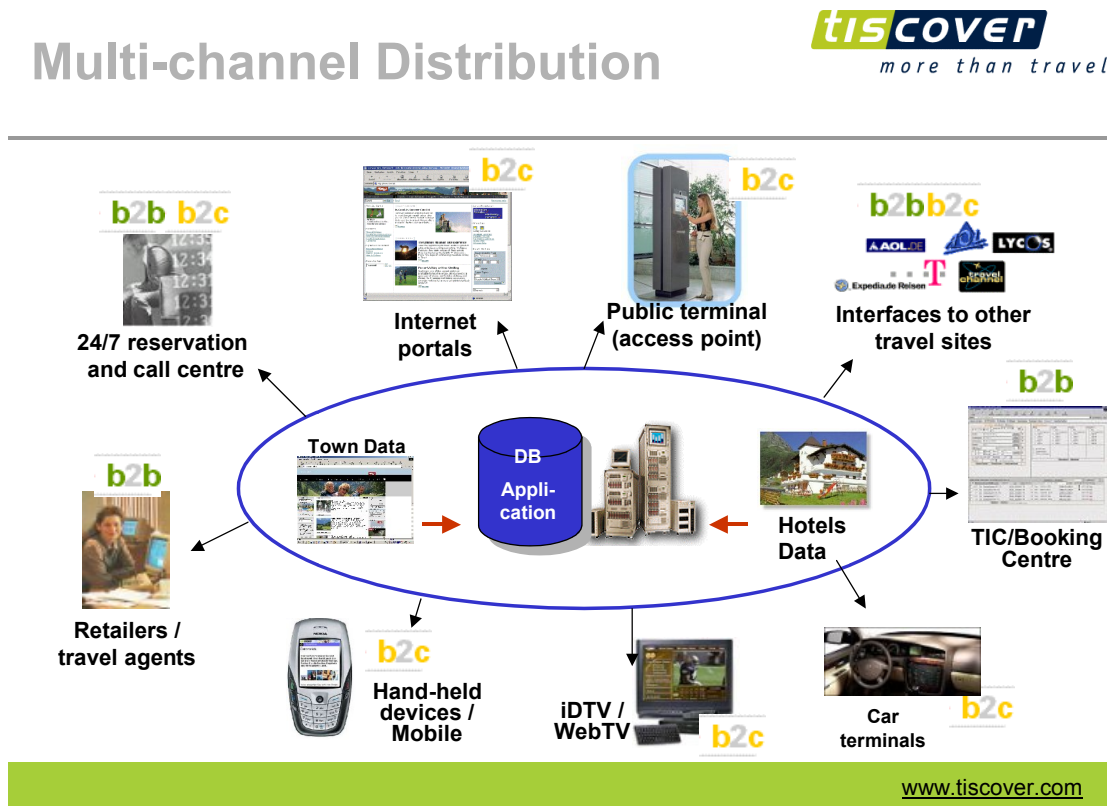 Multi-channel Distribution
tiscover
more than travel
b2b b2c
24/7 reservation
and call centre
b2c
Internet
portals
b2c
Public terminal
(access point)
b2b b2c
AOL.DE
AOL
LYCOS
Expedia.de Reisen
T
travel
channel
Interfaces to other
travel sites
b2b
TIC/Booking
Centre
b2b
Retailers /
travel agents
Town Data
DB
Appli-
cation
Hotels
Data
NOKIA
b2c
Hand-held
devices /
Mobile
iDTV /
WebTV
b2c
Car
terminals
b2c
www.tiscover.com